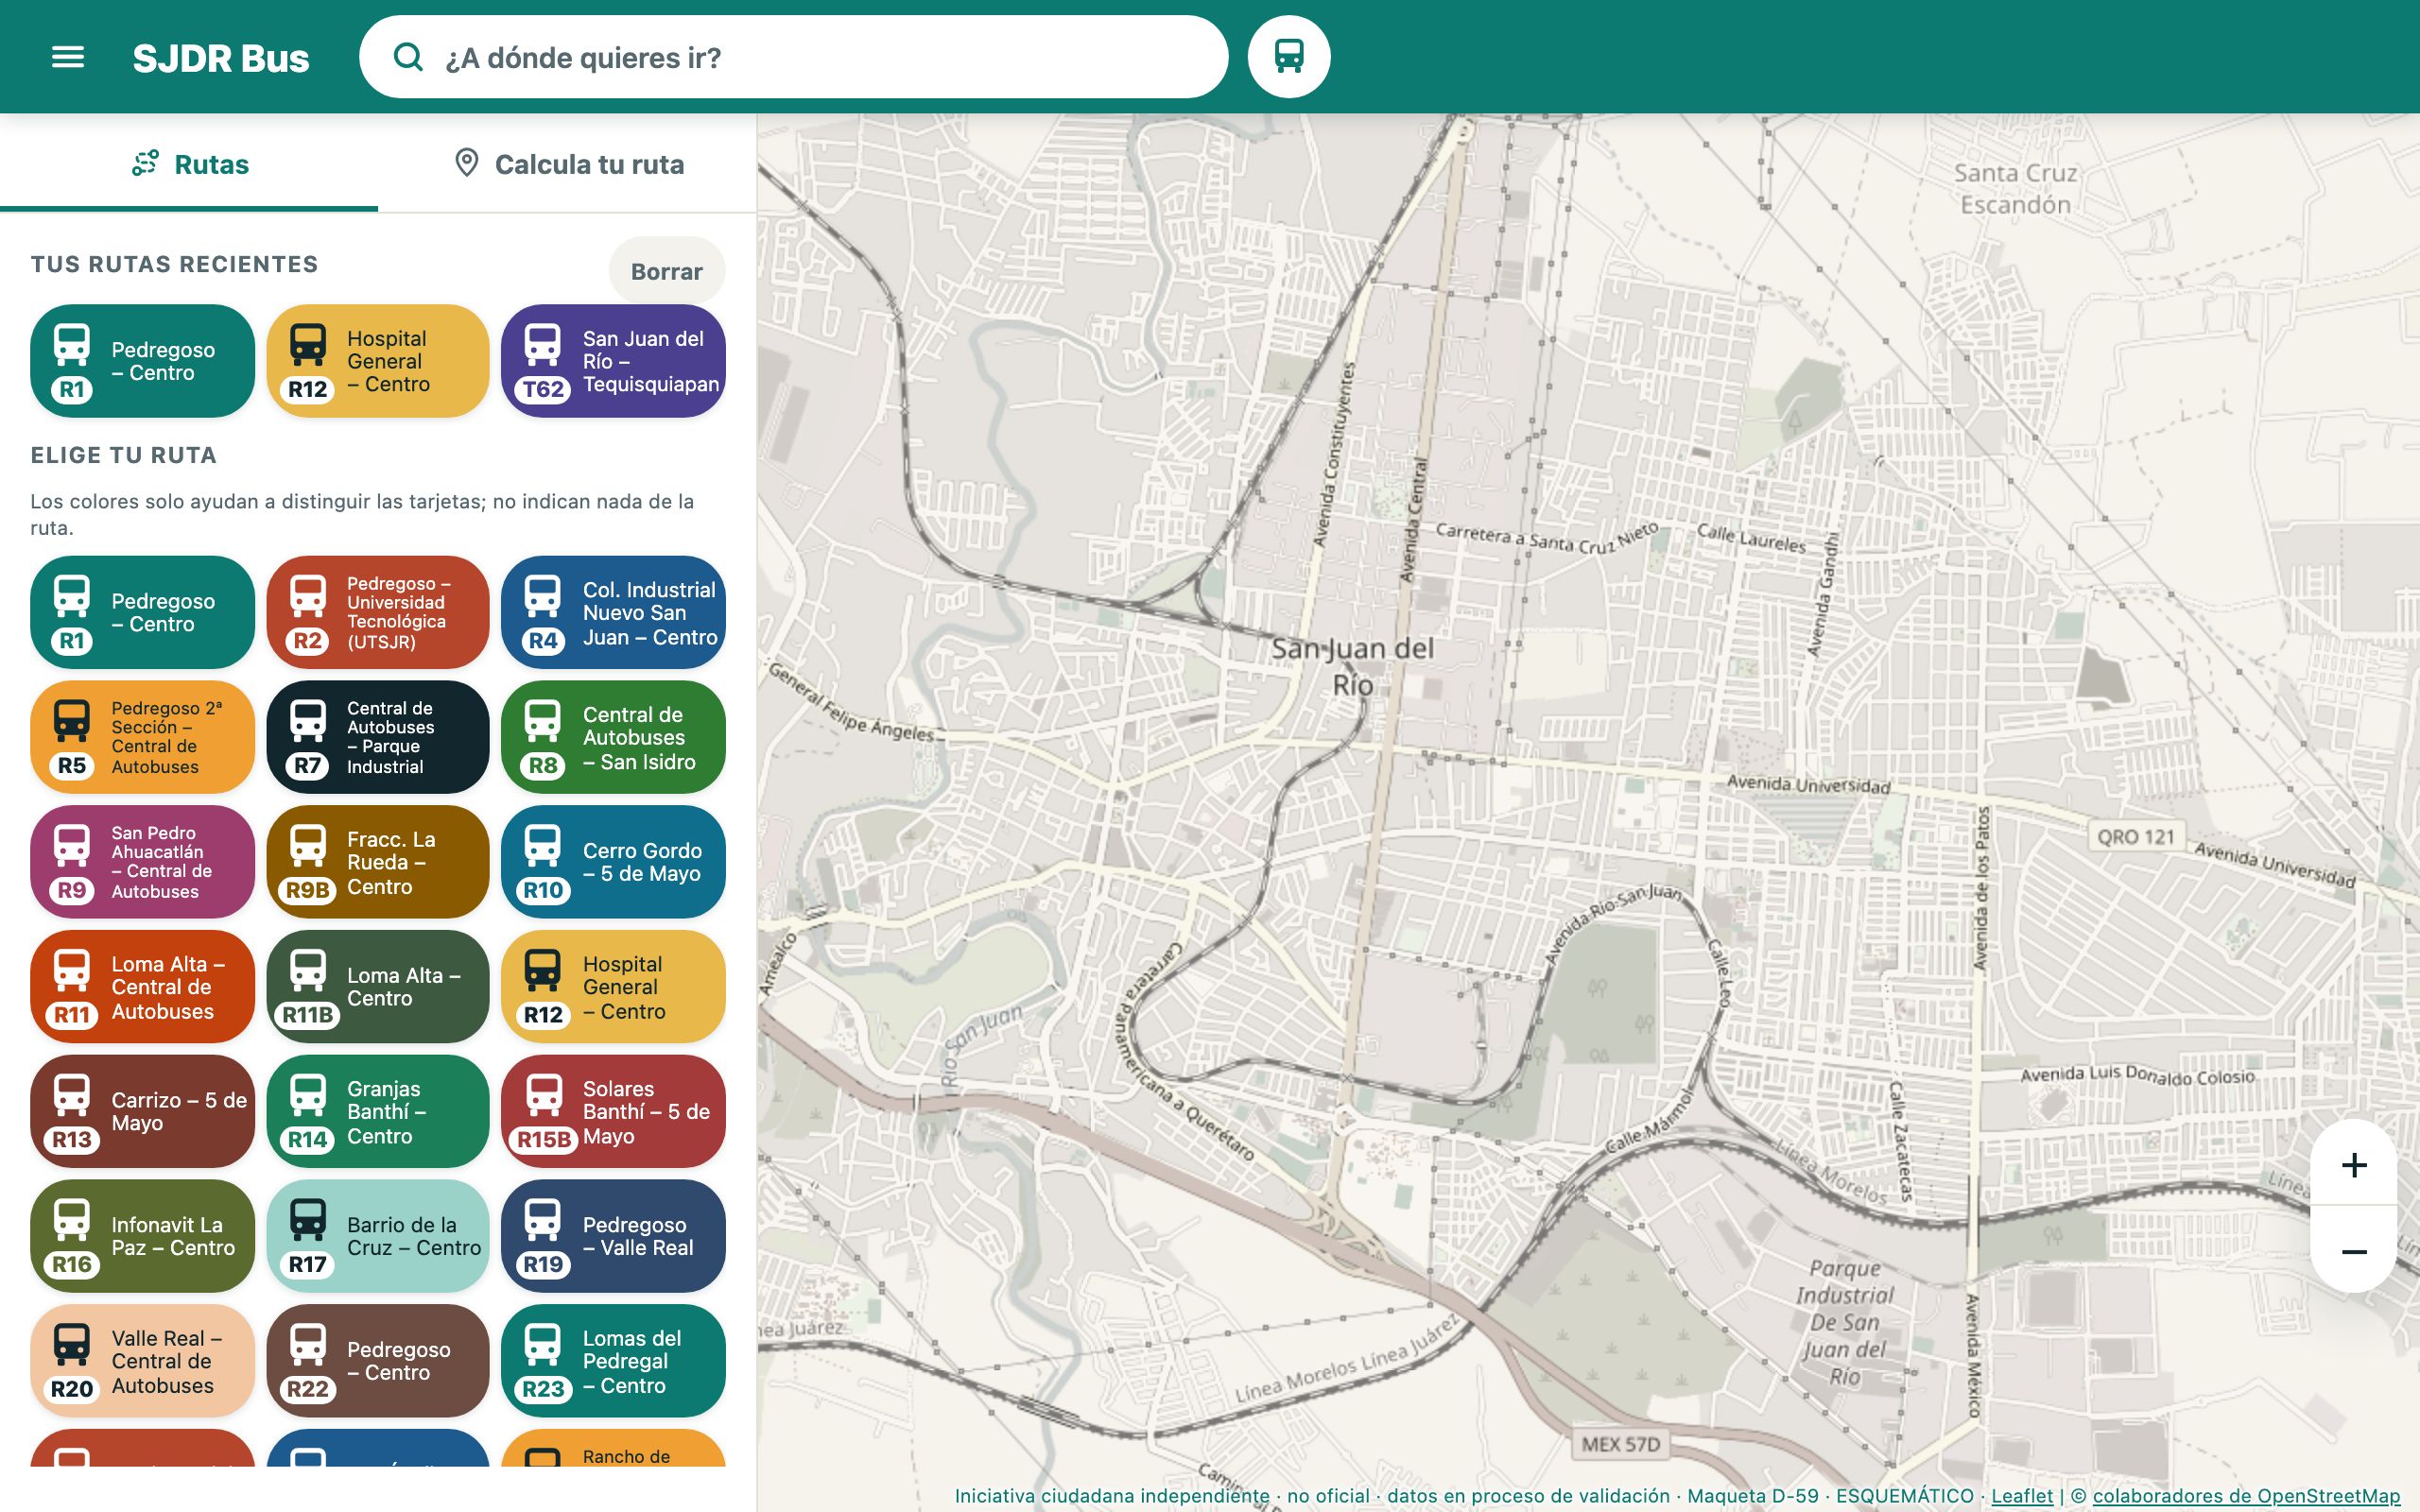 SJDR Bus
¿A dónde quieres ir?
Rutas
Calcula tu ruta
TUS RUTAS RECIENTES
Borrar
R1
Pedregoso
– Centro
R12
Hospital
General
– Centro
T62
San Juan del
Río –
Tequisquiapan
ELIGE TU RUTA
Los colores solo ayudan a distinguir las tarjetas; no indican nada de la
ruta.
R1
Pedregoso
– Centro
R2
Pedregoso –
Universidad
Tecnológica
(UTSJR)
R4
Col. Industrial
Nuevo San
Juan – Centro
R5
Pedregoso 2ª
Sección –
Central de
Autobuses
R7
Central de
Autobuses
– Parque
Industrial
R8
Central de
Autobuses
– San Isidro
R9
San Pedro
Ahuacatlán
– Central de
Autobuses
R9B
Fracc. La
Rueda –
Centro
R10
Cerro Gordo
– 5 de Mayo
R11
Loma Alta –
Central de
Autobuses
R11B
Loma Alta –
Centro
R12
Hospital
General
– Centro
R13
Carrizo – 5 de
Mayo
R14
Granjas
Banthí –
Centro
R15B
Solares
Banthí – 5 de
Mayo
R16
Infonavit La
Paz – Centro
R17
Barrio de la
Cruz – Centro
R19
Pedregoso
– Valle Real
R20
Valle Real –
Central de
Autobuses
R22
Pedregoso
– Centro
R23
Lomas del
Pedregal
– Centro
Rancho de
Santa Cruz
Escandón
Avenida Constituyentes
Avenida Central
Carretera a Santa Cruz Nieto
Calle Laureles
Avenida Gandhi
San Juan del
Río
General Felipe Ángeles
Avenida Universidad
QRO 121
Avenida Universidad
Avenida de los Patos
Avenida Río San Juan
Calle Leo
Amealco
Carretera Panamericana a Querétaro
Río San Juan
Avenida Luis Donaldo Colosio
Calle Zacatecas
Calle Mármol
Línea Morelos
Línea
+
−
Parque
Industrial
De San
Juan del
Río
Avenida México
nea Juárez
Línea Morelos Línea Juárez
MEX 57D
Iniciativa ciudadana independiente · no oficial · datos en proceso de validación · Maqueta D-59 · ESQUEMÁTICO · Leaflet | © colaboradores de OpenStreetMap